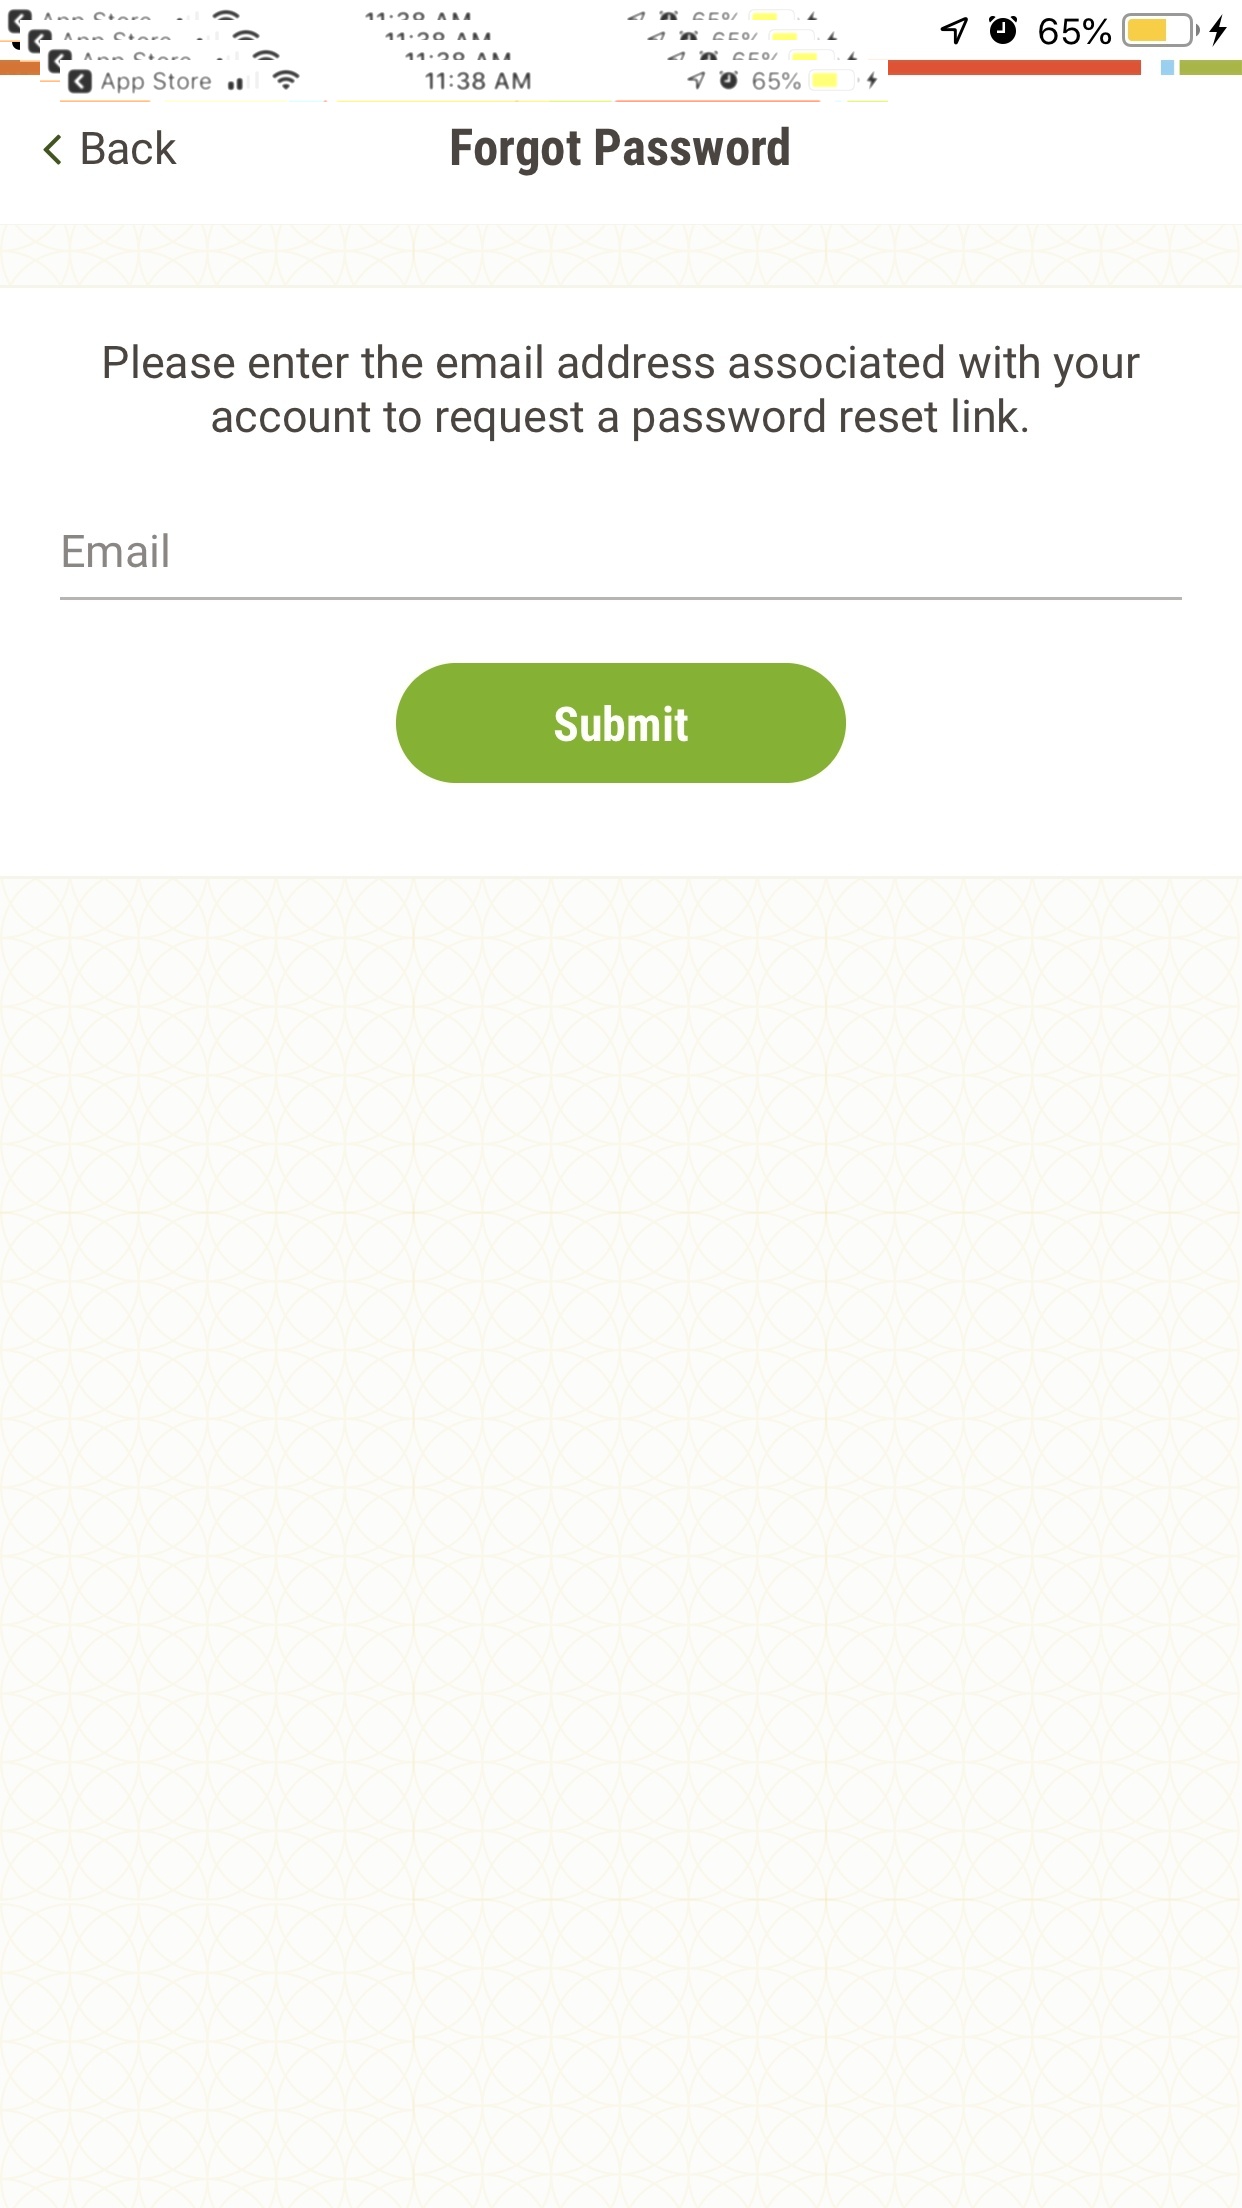 65%
App Store 11:38 AM 65%
Back
Forgot Password
Please enter the email address associated with your
account to request a password reset link.
Email
Submit